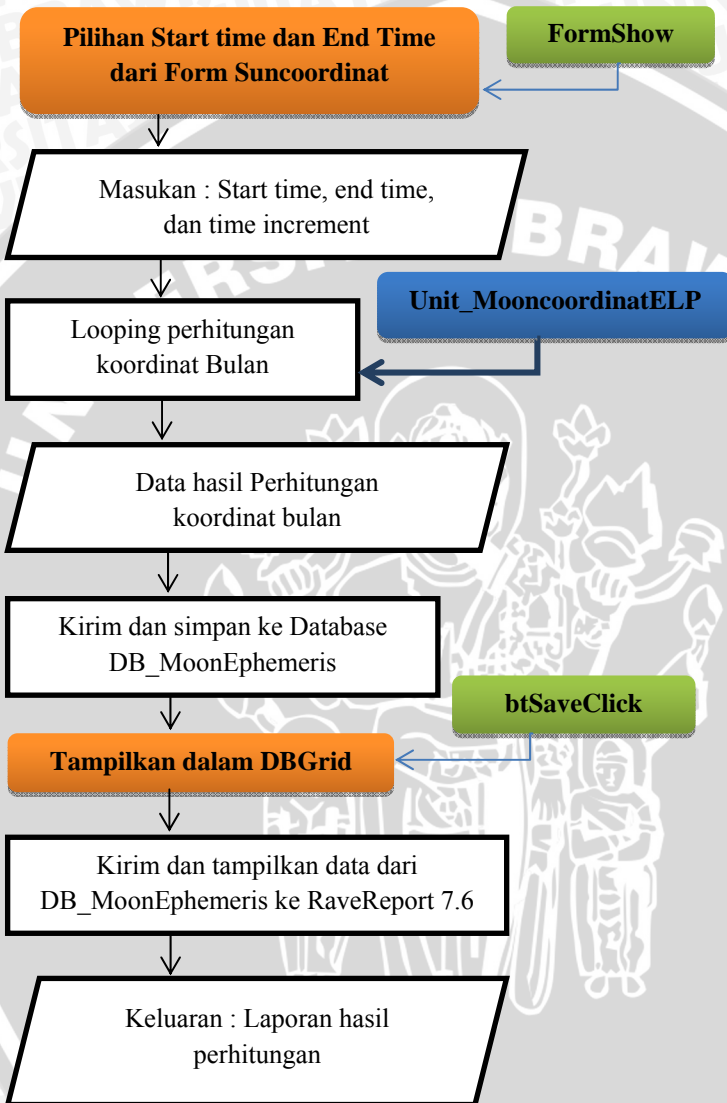 Pilihan Start time dan End Time
dari Form Suncoordinat
FormShow
Masukan : Start time, end time,
dan time increment
Looping perhitungan
koordinat Bulan
Unit_MooncoordinatELP
Data hasil Perhitungan
koordinat bulan
Kirim dan simpan ke Database
DB_MoonEphemeris
btSaveClick
Tampilkan dalam DBGrid
Kirim dan tampilkan data dari
DB_MoonEphemeris ke RaveReport 7.6
Keluaran : Laporan hasil
perhitungan